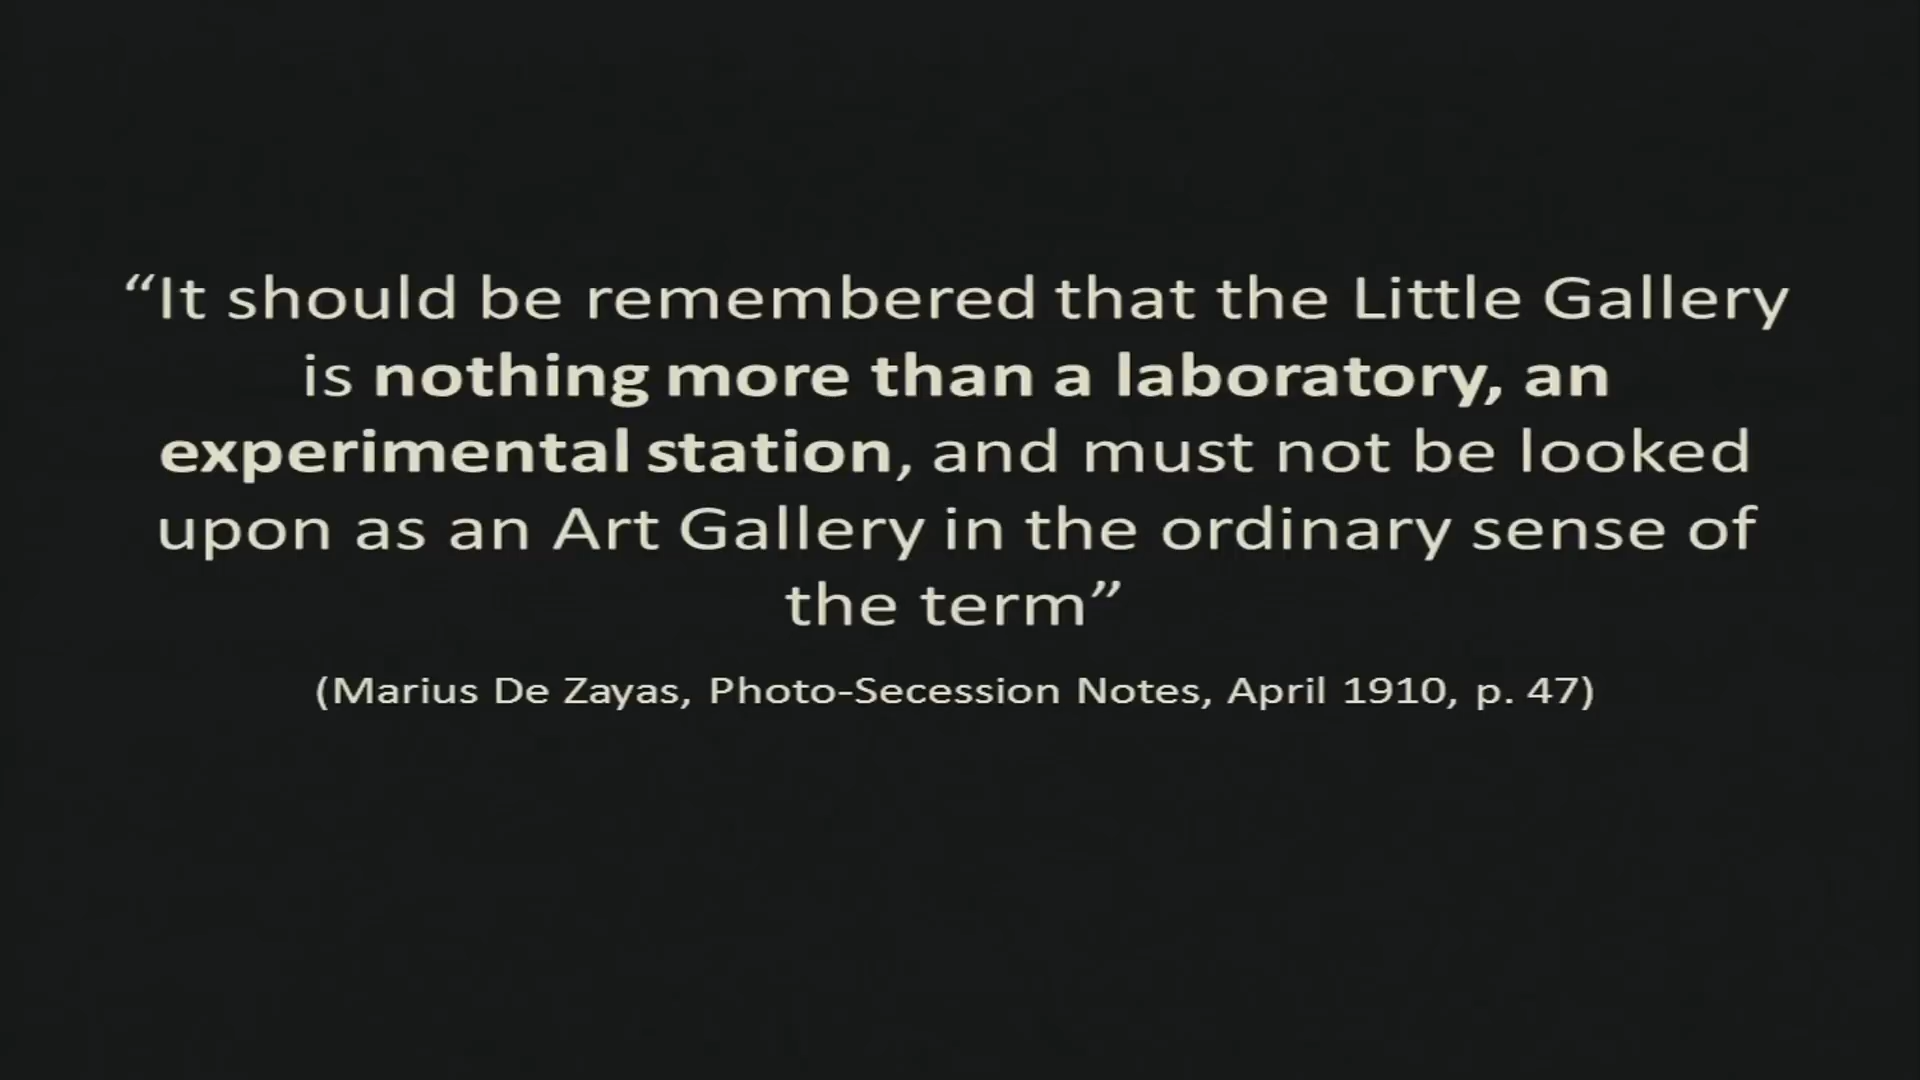 “It should be remembered that the Little Gallery
is nothing more than a laboratory, an
experimental station, and must not be looked
upon as an Art Gallery in the ordinary sense of
the term”
(Marius De Zayas, Photo-Secession Notes, April 1910, p. 47)